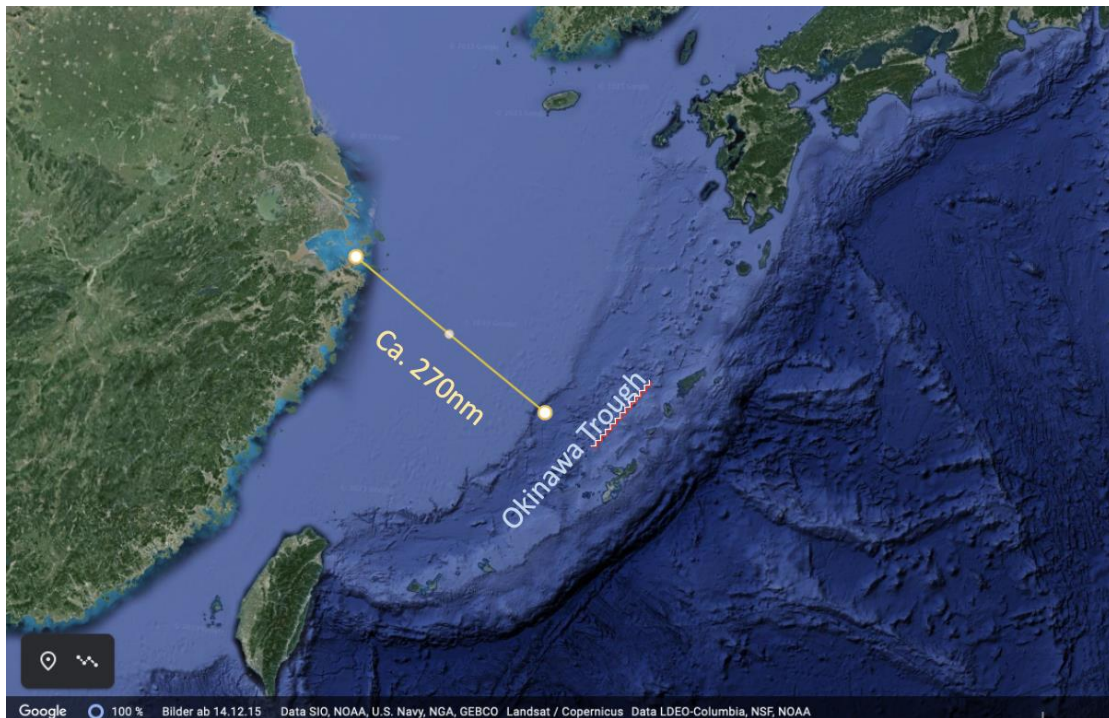 Ca. 270nm
Okinawa Trough
Google 100 % Bilder ab 14.12.15 Data SIO, NOAA, U.S. Navy, NGA, GEBCO Landsat / Copernicus Data LDEO-Columbia, NSF, NOAA